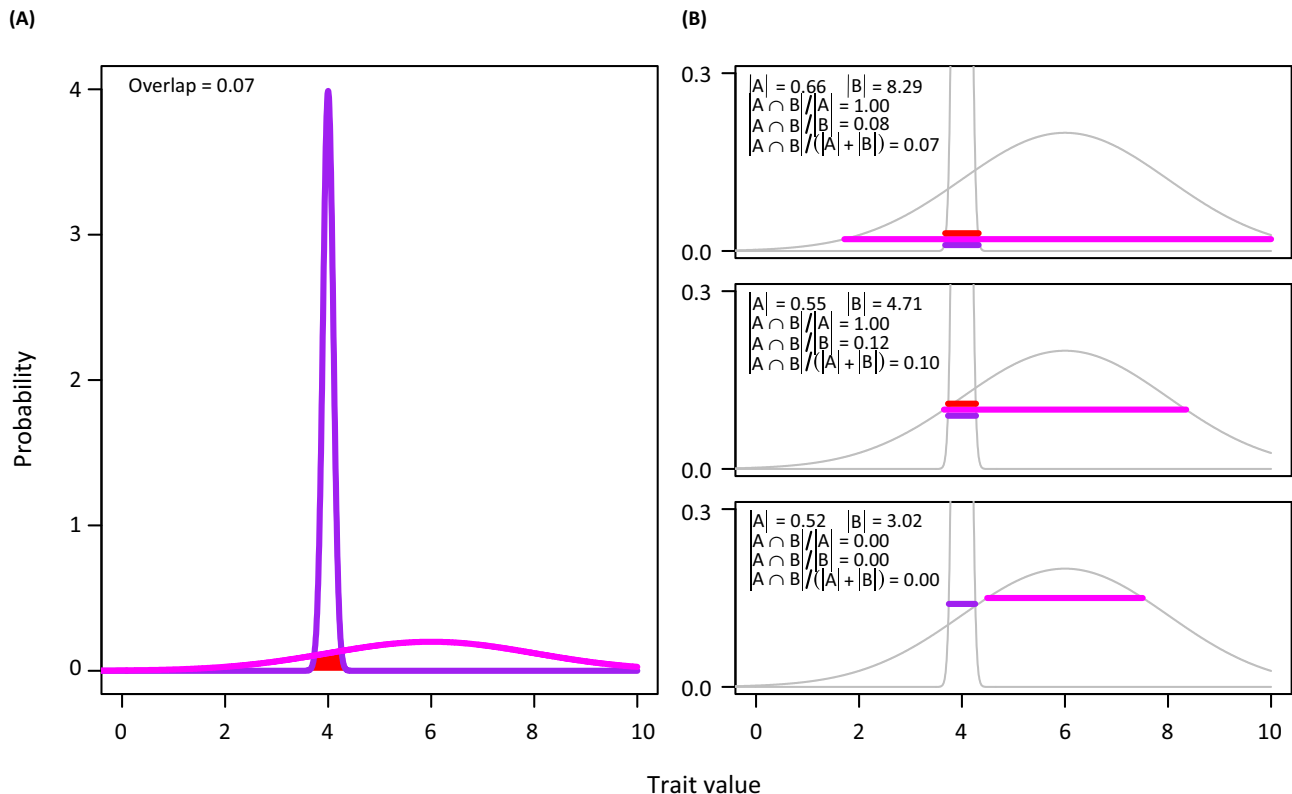 (A)
(B)
Overlap = 0.07
4
3
2
1
0
Probability
0 2 4 6 8 10
0.3
|A| = 0.66 |B| = 8.29
|A ∩ B|/|A| = 1.00
|A ∩ B|/|B| = 0.08
|A ∩ B|/(|A| + |B|) = 0.07
0.0
0.3
|A| = 0.55 |B| = 4.71
|A ∩ B|/|A| = 1.00
|A ∩ B|/|B| = 0.12
|A ∩ B|/(|A| + |B|) = 0.10
0.0
0.3
|A| = 0.52 |B| = 3.02
|A ∩ B|/|A| = 0.00
|A ∩ B|/|B| = 0.00
|A ∩ B|/(|A| + |B|) = 0.00
0.0
0 2 4 6 8 10
Trait value